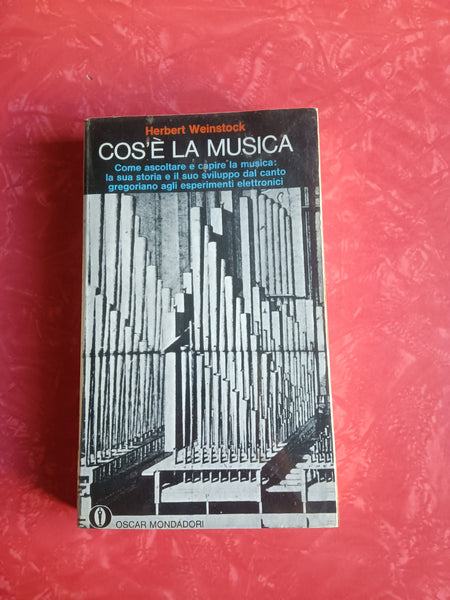 Herbert Weinstock
COS'È LA MUSICA
Come ascoltare e capire la musica:
la sua storia e il suo sviluppo dal canto
gregoriano agli esperimenti elettronici
OSCAR MONDADORI